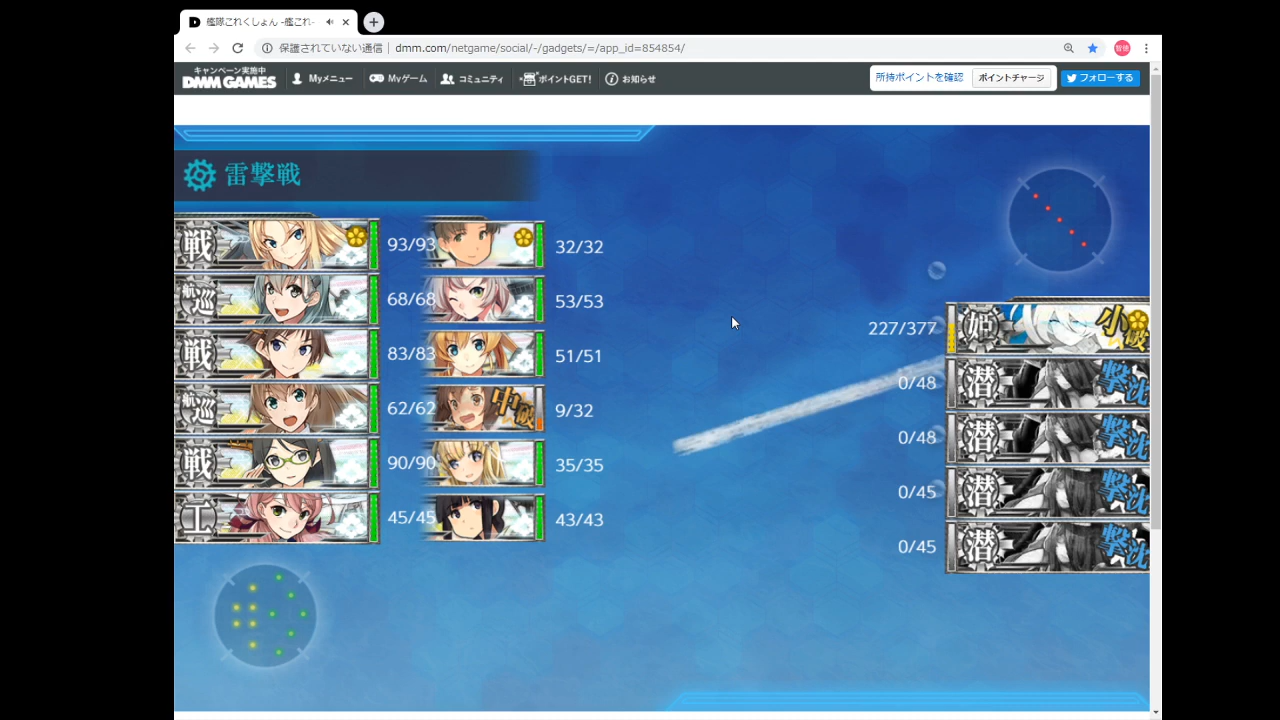 艦隊これくしょん -艦これ-
保護されていない通信 | dmm.com/netgame/social/-/gadgets/=/app_id=854854/
智修
キャンペーン実施中
DMM GAMES
Myメニュー
Myゲーム
コミュニティ
ポイントGET!
お知らせ
所持ポイントを確認
ポイントチャージ
フォローする
雷撃戦
戦 93/93
航巡 68/68
戦 83/83
航巡 62/62
戦 90/90
工 45/45
32/32
53/53
51/51
中破 9/32
35/35
43/43
227/377 姫 小破
0/48 潜 撃沈
0/48 潜 撃沈
0/45 潜 撃沈
0/45 潜 撃沈